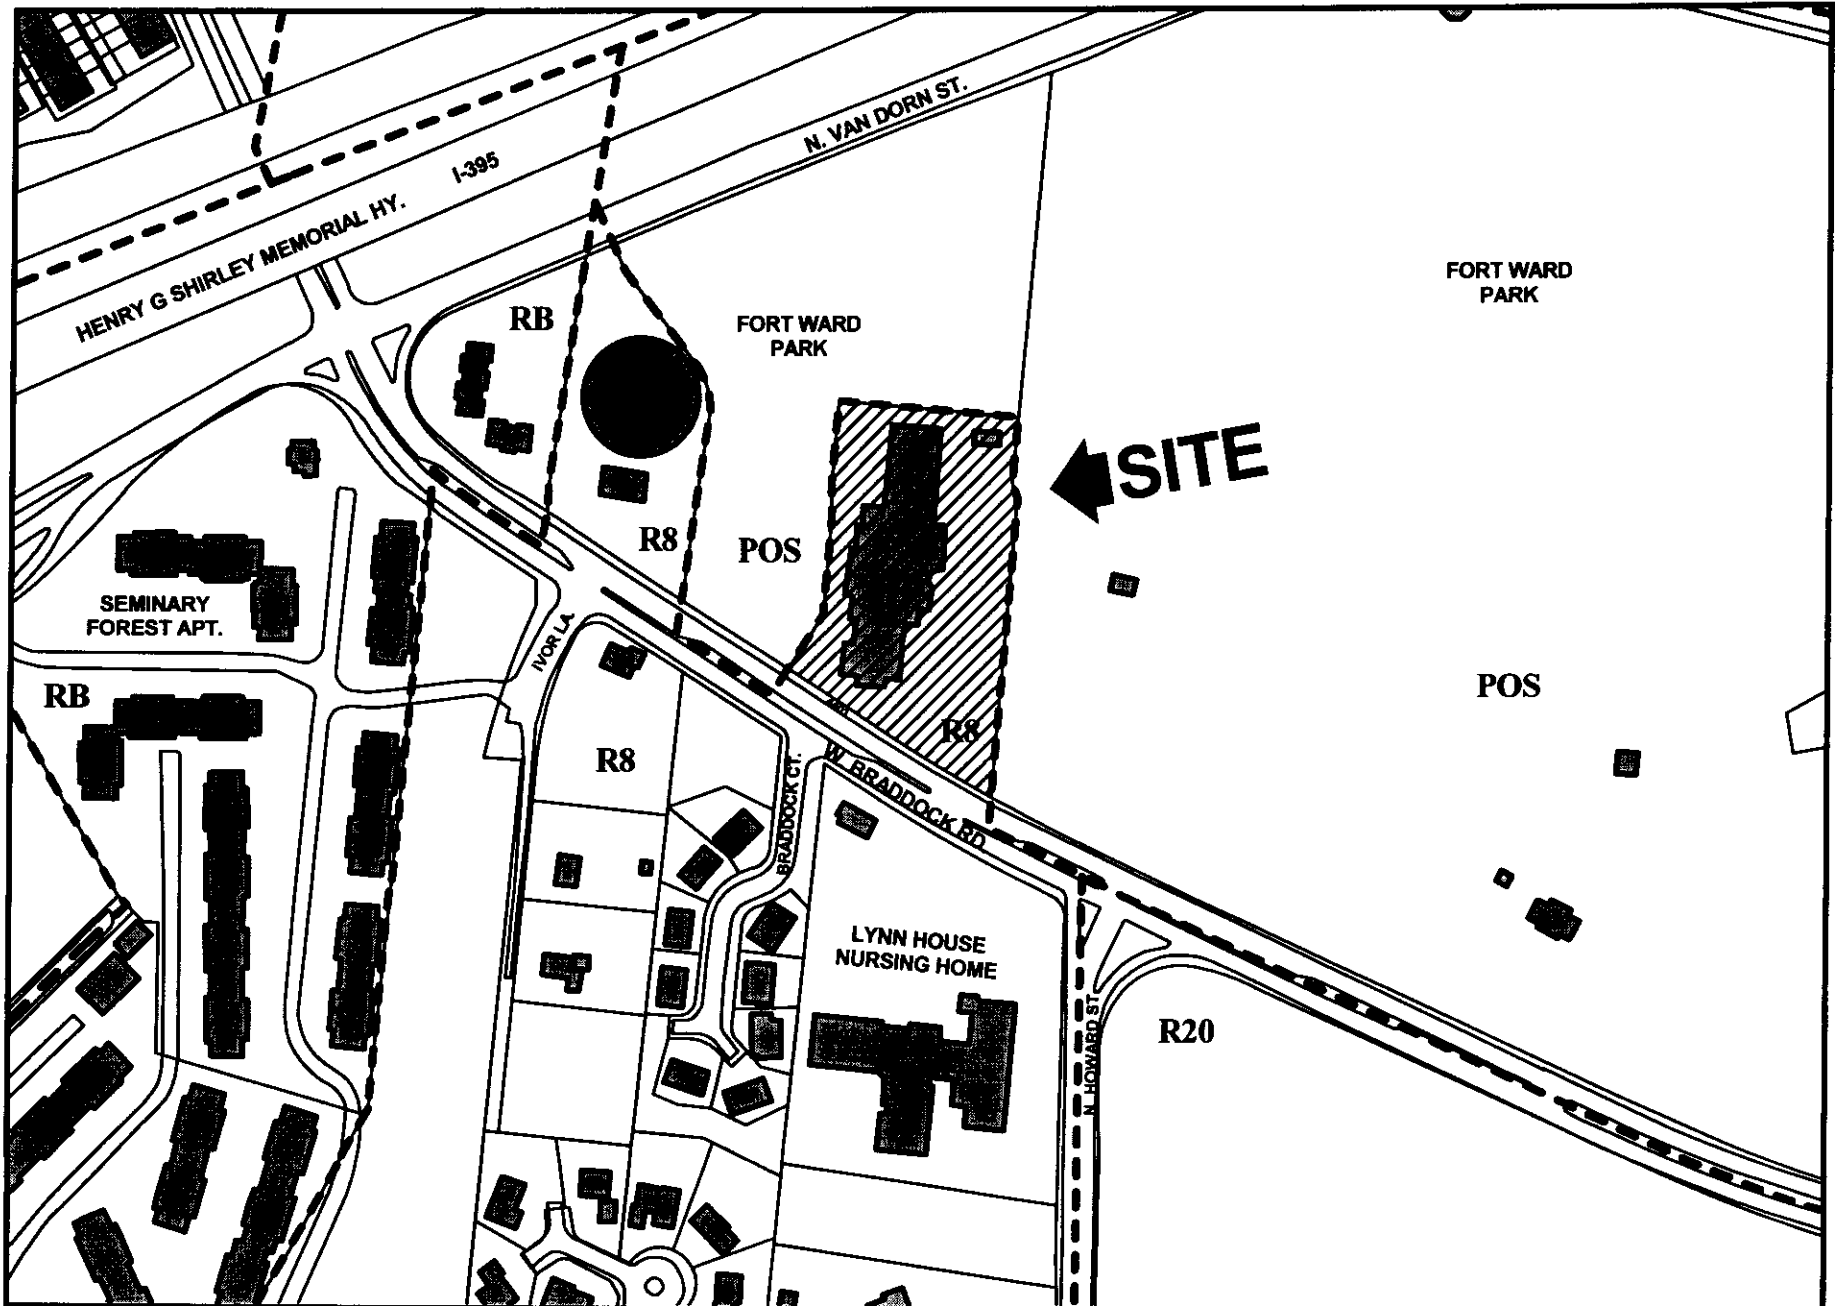 N. VAN DORN ST.
I-395
HENRY G SHIRLEY MEMORIAL HY.
FORT WARD
PARK
RB
FORT WARD
PARK
SITE
R8
POS
SEMINARY
FOREST APT.
IVOR LA.
RB
POS
R8
R8
W. BRADDOCK RD
BRADDOCK CT.
LYNN HOUSE
NURSING HOME
N. HOWARD ST.
R20